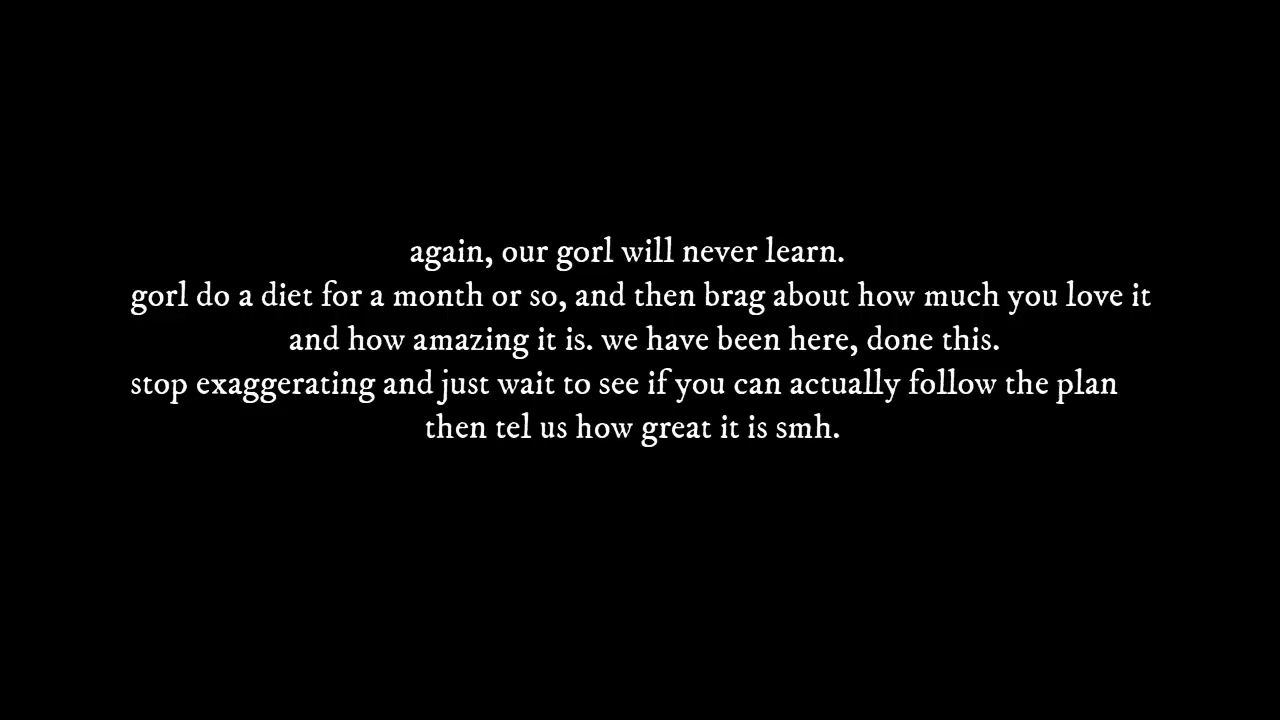 again, our gorl will never learn.
gorl do a diet for a month or so, and then brag about how much you love it
and how amazing it is. we have been here, done this.
stop exaggerating and just wait to see if you can actually follow the plan
then tel us how great it is smh.